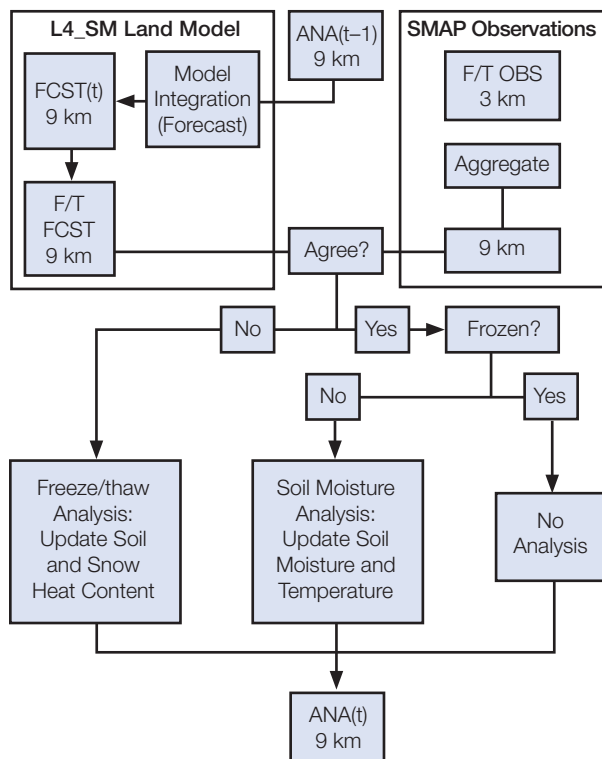 L4_SM Land Model
ANA(t–1)
9 km
SMAP Observations
FCST(t)
9 km
Model
Integration
(Forecast)
F/T OBS
3 km
Aggregate
F/T
FCST
9 km
Agree?
9 km
No
Yes
Frozen?
No
Yes
Freeze/thaw
Analysis:
Update Soil
and Snow
Heat Content
Soil Moisture
Analysis:
Update Soil
Moisture and
Temperature
No
Analysis
ANA(t)
9 km